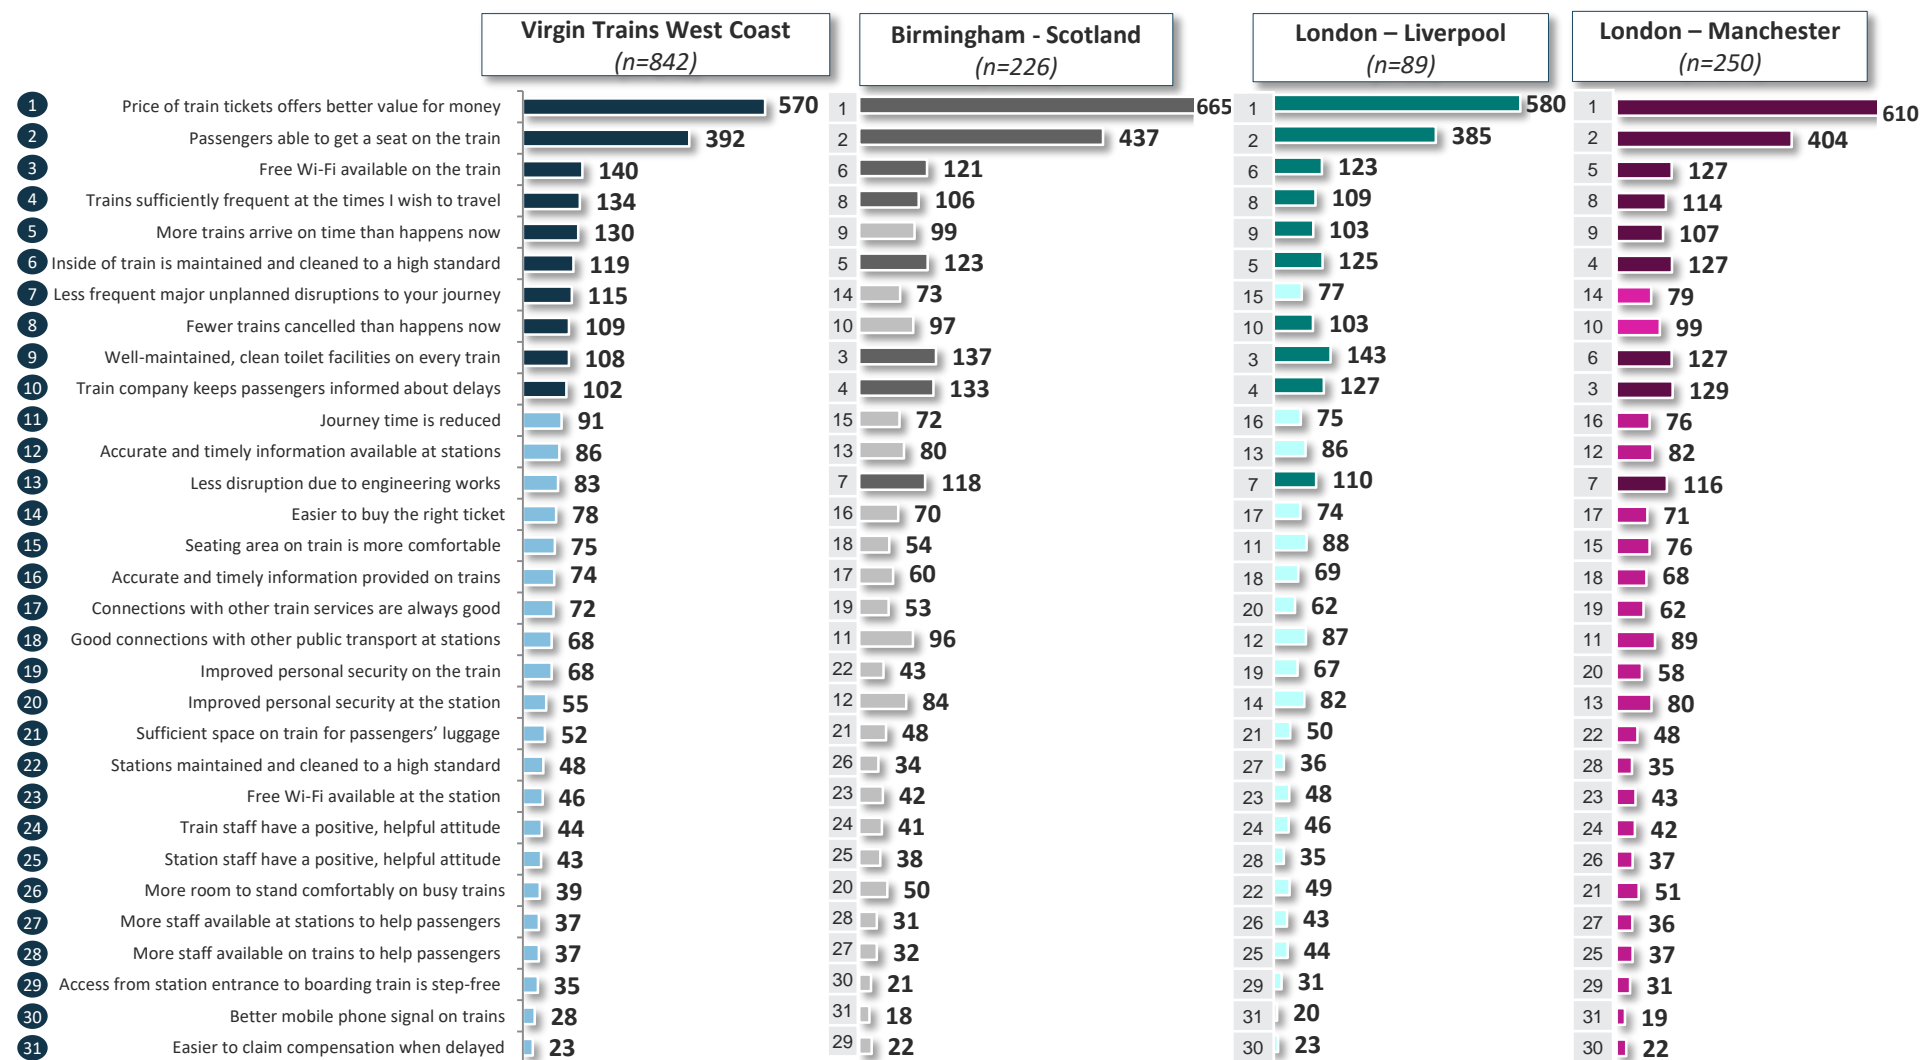 Virgin Trains West Coast
(n=842)
Birmingham - Scotland
(n=226)
London – Liverpool
(n=89)
London – Manchester
(n=250)
1 Price of train tickets offers better value for money 570 1 665 1 580 1 610
2 Passengers able to get a seat on the train 392 2 437 2 385 2 404
3 Free Wi-Fi available on the train 140 6 121 6 123 5 127
4 Trains sufficiently frequent at the times I wish to travel 134 8 106 8 109 8 114
5 More trains arrive on time than happens now 130 9 99 9 103 9 107
6 Inside of train is maintained and cleaned to a high standard 119 5 123 5 125 4 127
7 Less frequent major unplanned disruptions to your journey 115 14 73 15 77 14 79
8 Fewer trains cancelled than happens now 109 10 97 10 103 10 99
9 Well-maintained, clean toilet facilities on every train 108 3 137 3 143 6 127
10 Train company keeps passengers informed about delays 102 4 133 4 127 3 129
11 Journey time is reduced 91 15 72 16 75 16 76
12 Accurate and timely information available at stations 86 13 80 13 86 12 82
13 Less disruption due to engineering works 83 7 118 7 110 7 116
14 Easier to buy the right ticket 78 16 70 17 74 17 71
15 Seating area on train is more comfortable 75 18 54 11 88 15 76
16 Accurate and timely information provided on trains 74 17 60 18 69 18 68
17 Connections with other train services are always good 72 19 53 20 62 19 62
18 Good connections with other public transport at stations 68 11 96 12 87 11 89
19 Improved personal security on the train 68 22 43 19 67 20 58
20 Improved personal security at the station 55 12 84 14 82 13 80
21 Sufficient space on train for passengers’ luggage 52 21 48 21 50 22 48
22 Stations maintained and cleaned to a high standard 48 26 34 27 36 28 35
23 Free Wi-Fi available at the station 46 23 42 23 48 23 43
24 Train staff have a positive, helpful attitude 44 24 41 24 46 24 42
25 Station staff have a positive, helpful attitude 43 25 38 28 35 26 37
26 More room to stand comfortably on busy trains 39 20 50 22 49 21 51
27 More staff available at stations to help passengers 37 28 31 26 43 27 36
28 More staff available on trains to help passengers 37 27 32 25 44 25 37
29 Access from station entrance to boarding train is step-free 35 30 21 29 31 29 31
30 Better mobile phone signal on trains 28 31 18 31 20 31 19
31 Easier to claim compensation when delayed 23 29 22 30 23 30 22